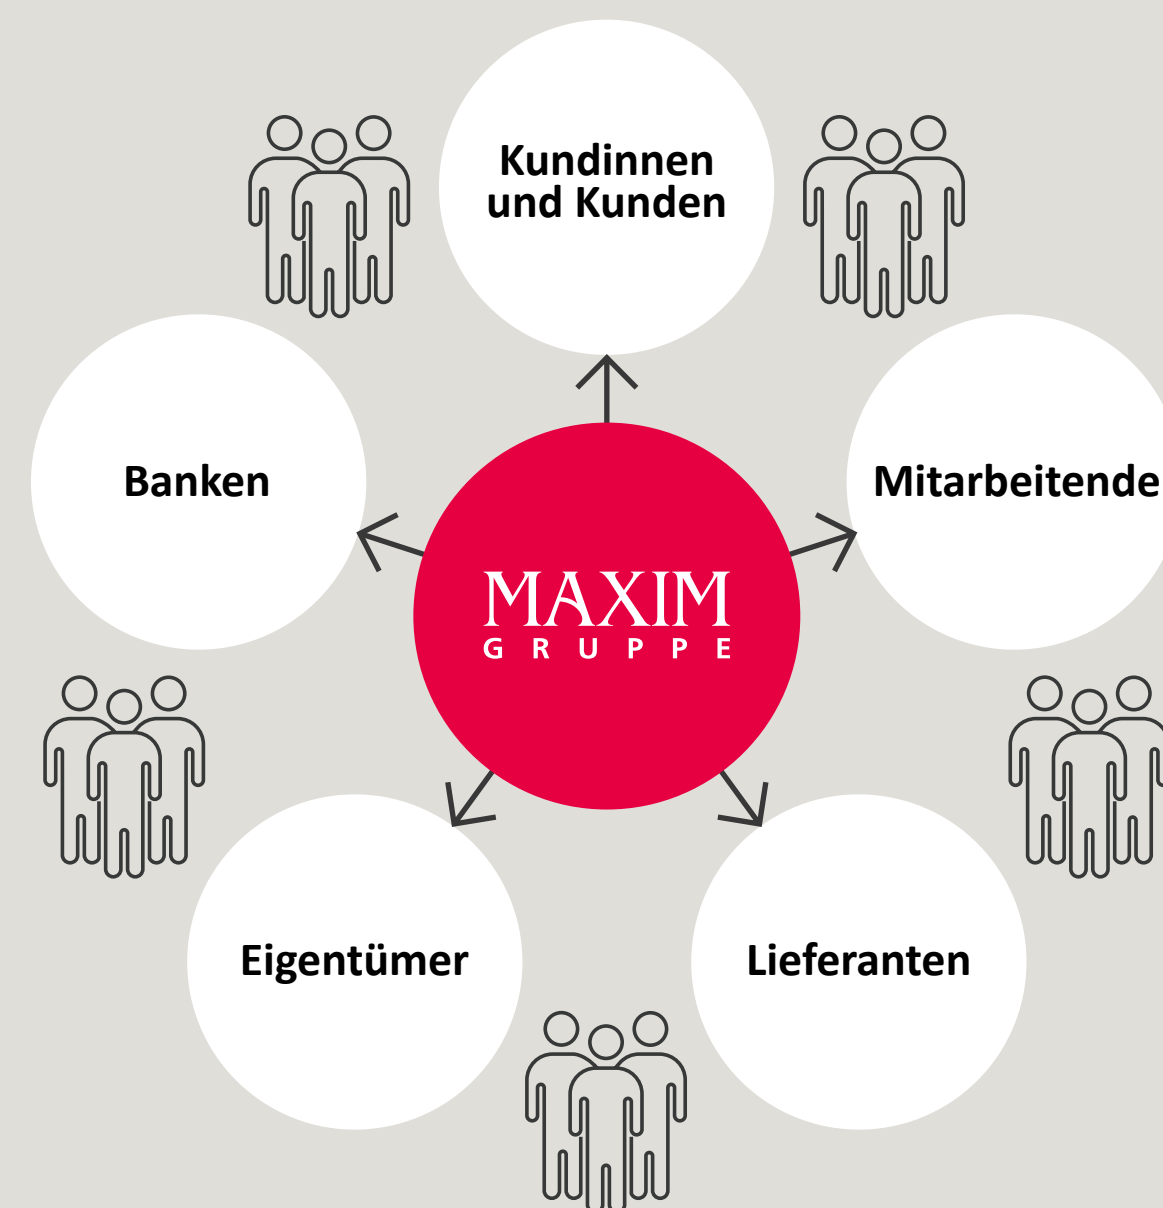 Kundinnen
und Kunden
Banken
Mitarbeitende
MAXIM
GRUPPE
Eigentümer
Lieferanten